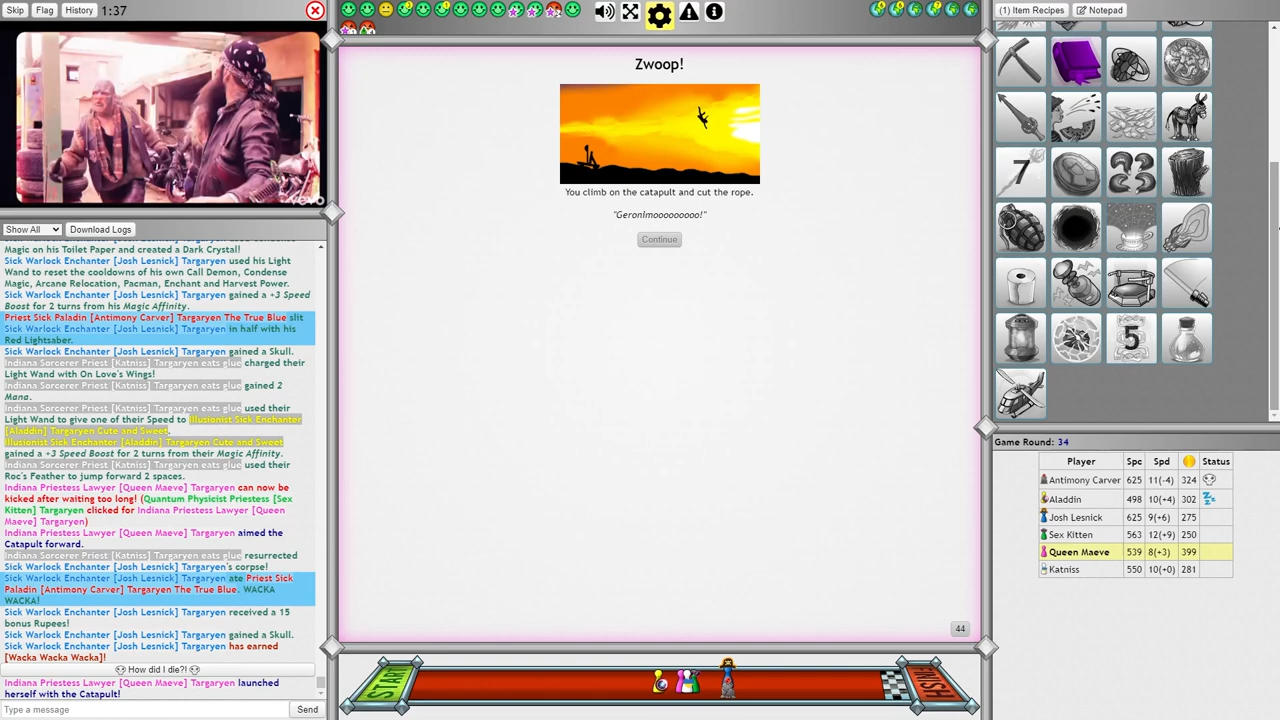 Skip
Flag
History
1:37
(1) Item Recipes
Notepad
vevo
Show All
Download Logs
Magic on his Toilet Paper and created a Dark Crystal!
Sick Warlock Enchanter [Josh Lesnick] Targaryen used his Light
Wand to reset the cooldowns of his own Call Demon, Condense
Magic, Arcane Relocation, Pacman, Enchant and Harvest Power.
Sick Warlock Enchanter [Josh Lesnick] Targaryen gained a +3 Speed
Boost for 2 turns from his Magic Affinity.
Priest Sick Paladin [Antimony Carver] Targaryen The True Blue slit
Sick Warlock Enchanter [Josh Lesnick] Targaryen in half with his
Red Lightsaber.
Sick Warlock Enchanter [Josh Lesnick] Targaryen gained a Skull.
Indiana Sorcerer Priest [Katniss] Targaryen eats glue charged their
Light Wand with On Love's Wings!
Indiana Sorcerer Priest [Katniss] Targaryen eats glue gained 2
Mana.
Indiana Sorcerer Priest [Katniss] Targaryen eats glue used their
Light Wand to give one of their Speed to Illusionist Sick Enchanter
[Aladdin] Targaryen Cute and Sweet.
Illusionist Sick Enchanter [Aladdin] Targaryen Cute and Sweet
gained a +3 Speed Boost for 2 turns from their Magic Affinity.
Indiana Sorcerer Priest [Katniss] Targaryen eats glue used their
Roc's Feather to jump forward 2 spaces.
Indiana Priestess Lawyer [Queen Maeve] Targaryen can now be
kicked after waiting too long! (Quantum Physicist Priestess [Sex
Kitten] Targaryen clicked for Indiana Priestess Lawyer [Queen
Maeve] Targaryen)
Indiana Priestess Lawyer [Queen Maeve] Targaryen aimed the
Catapult forward.
Indiana Sorcerer Priest [Katniss] Targaryen eats glue resurrected
Sick Warlock Enchanter [Josh Lesnick] Targaryen's corpse!
Sick Warlock Enchanter [Josh Lesnick] Targaryen ate Priest Sick
Paladin [Antimony Carver] Targaryen The True Blue. WACKA
WACKA!
Sick Warlock Enchanter [Josh Lesnick] Targaryen received a 15
bonus Rupees!
Sick Warlock Enchanter [Josh Lesnick] Targaryen gained a Skull.
Sick Warlock Enchanter [Josh Lesnick] Targaryen has earned
[Wacka Wacka Wacka]!
How did I die?!
Indiana Priestess Lawyer [Queen Maeve] Targaryen launched
herself with the Catapult!
Type a message
Send
Zwoop!
You climb on the catapult and cut the rope.
"Geronimooooooooo!"
Continue
44
START
FINISH
7
5
Game Round: 34
Player Spc Spd Status
Antimony Carver 625 11(-4) 324
Aladdin 498 10(+4) 302
Josh Lesnick 625 9(+6) 275
Sex Kitten 563 12(+9) 250
Queen Maeve 539 8(+3) 399
Katniss 550 10(+0) 281